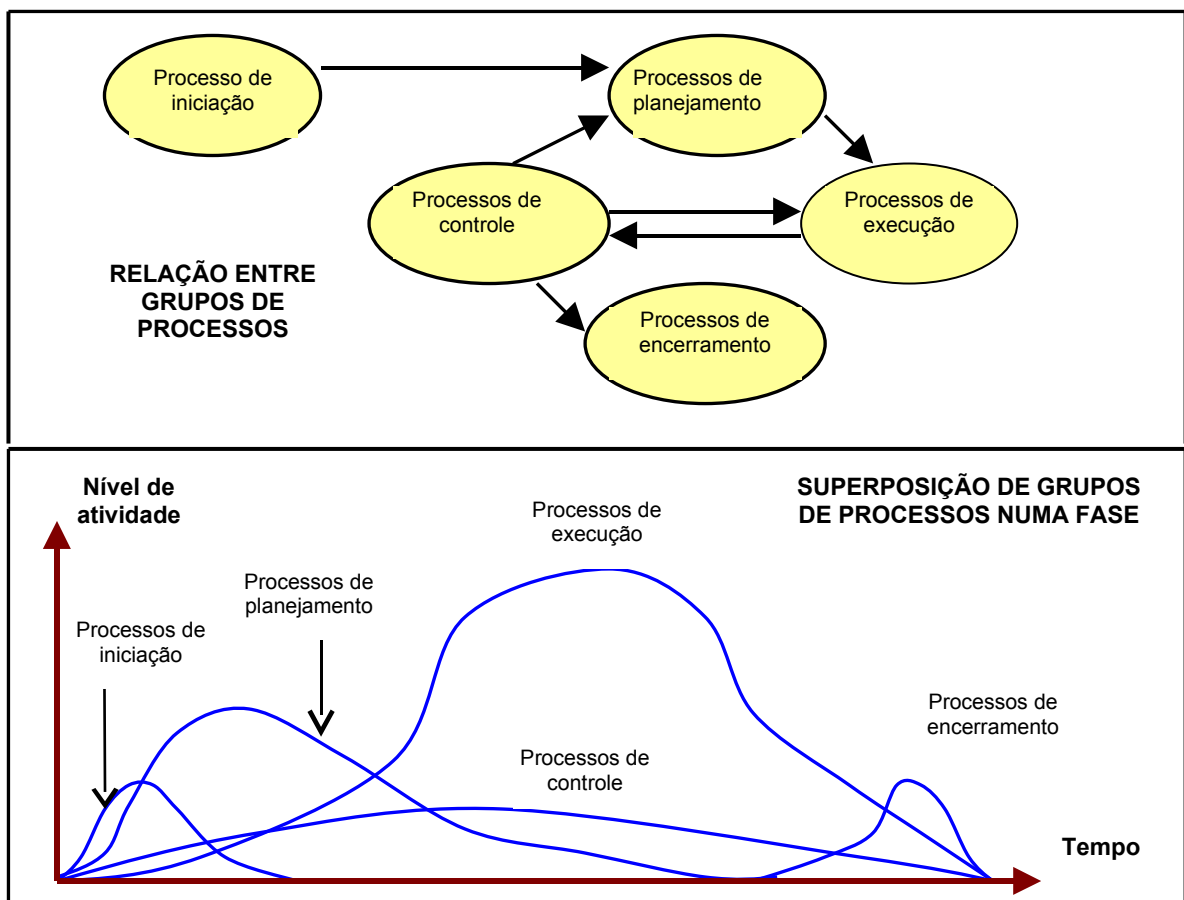 Processo de
iniciação
Processos de
planejamento
Processos de
controle
Processos de
execução
RELAÇÃO ENTRE
GRUPOS DE
PROCESSOS
Processos de
encerramento
Nível de
atividade
SUPERPOSIÇÃO DE GRUPOS
DE PROCESSOS NUMA FASE
Processos de
execução
Processos de
planejamento
Processos de
iniciação
Processos de
encerramento
Processos de
controle
Tempo